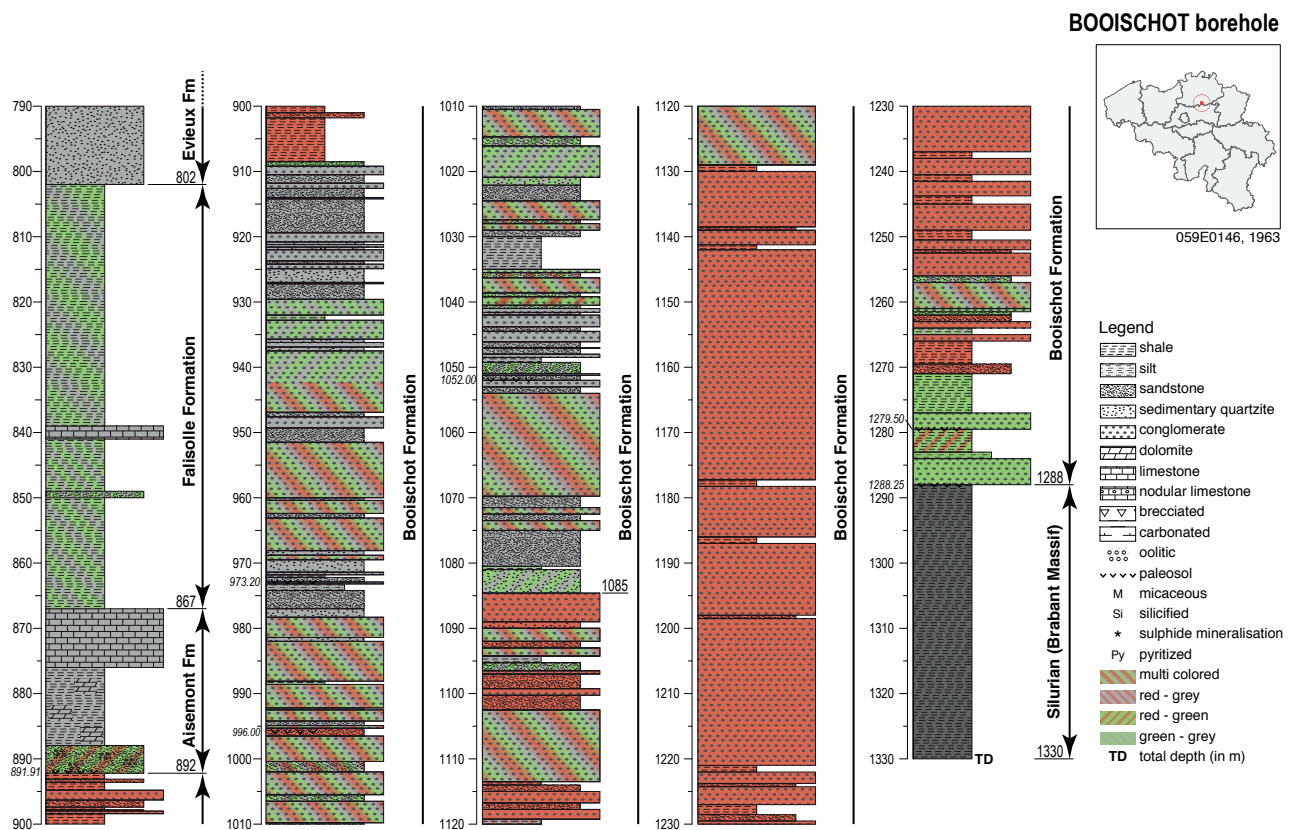 BOOISCHOT borehole
059E0146, 1963
790
800
810
820
830
840
850
860
870
880
890
891.91
900
802
867
892
Evieux Fm
Falisolle Formation
Aisemont Fm
900
910
920
930
940
950
960
970
973.20
980
990
996.00
1000
1010
Booischot Formation
1010
1020
1030
1040
1050
1052.00
1060
1070
1080
1085
1090
1100
1110
1120
Booischot Formation
1120
1130
1140
1150
1160
1170
1180
1190
1200
1210
1220
1230
Booischot Formation
1230
1240
1250
1260
1270
1279.50
1280
1288.25
1290
1300
1310
1320
1330
1288
1330
TD
Booischot Formation
Silurian (Brabant Massif)
Legend
shale
silt
sandstone
sedimentary quartzite
conglomerate
dolomite
limestone
nodular limestone
brecciated
carbonated
oolitic
paleosol
M micaceous
Si silicified
* sulphide mineralisation
Py pyritized
multi colored
red - grey
red - green
green - grey
TD total depth (in m)